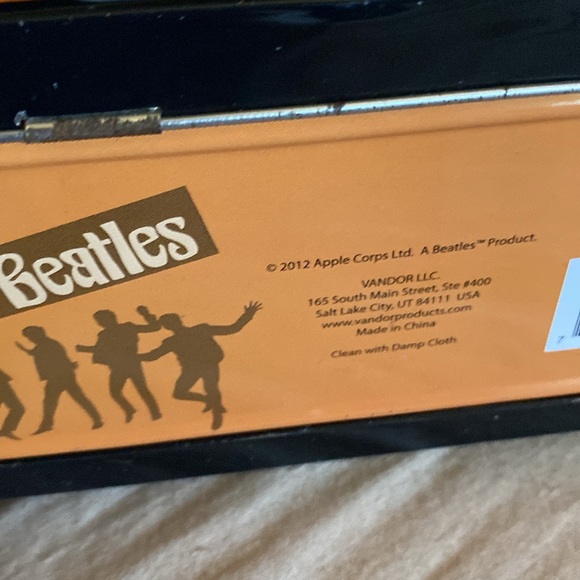 Beatles
© 2012 Apple Corps Ltd. A Beatles™ Product.
VANDOR LLC.
165 South Main Street, Ste #400
Salt Lake City, UT 84111 USA
www.vandorproducts.com
Made in China
Clean with Damp Cloth
7